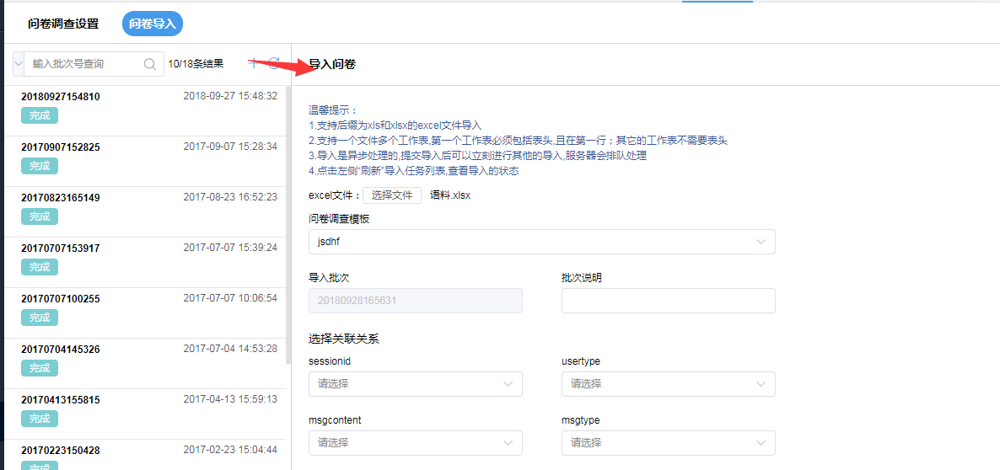 问卷调查设置
问卷导入
输入批次号查询
10/18条结果
导入问卷
20180927154810 2018-09-27 15:48:32
完成
20170907152825 2017-09-07 15:28:34
完成
20170823165149 2017-08-23 16:52:23
完成
20170707153917 2017-07-07 15:39:24
完成
20170707100255 2017-07-07 10:06:54
完成
20170704145326 2017-07-04 14:53:28
完成
20170413155815 2017-04-13 15:59:13
完成
20170223150428 2017-02-23 15:04:44
完成
温馨提示：
1.支持后缀为xls和xlsx的excel文件导入
2.支持一个文件多个工作表,第一个工作表必须包括表头,且在第一行；其它的工作表不需要表头
3.导入是异步处理的,提交导入后可以立刻进行其他的导入,服务器会排队处理
4.点击左侧“刷新”导入任务列表,查看导入的状态
excel文件： 选择文件 语料.xlsx
问卷调查模板
jsdhf
导入批次 批次说明
20180928165631
选择关联关系
sessionid usertype
请选择 请选择
msgcontent msgtype
请选择 请选择